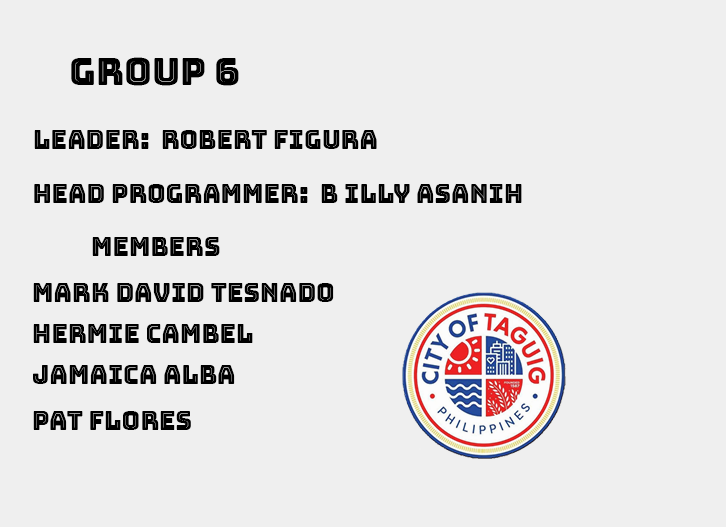 GROUP 6
LEADER: ROBERT FIGURA
HEAD PROGRAMMER: B ILLY ASANIH
MEMBERS
MARK DAVID TESNADO
HERMIE CAMBEL
JAMAICA ALBA
PAT FLORES
CITY OF TAGUIG
PHILIPPINES